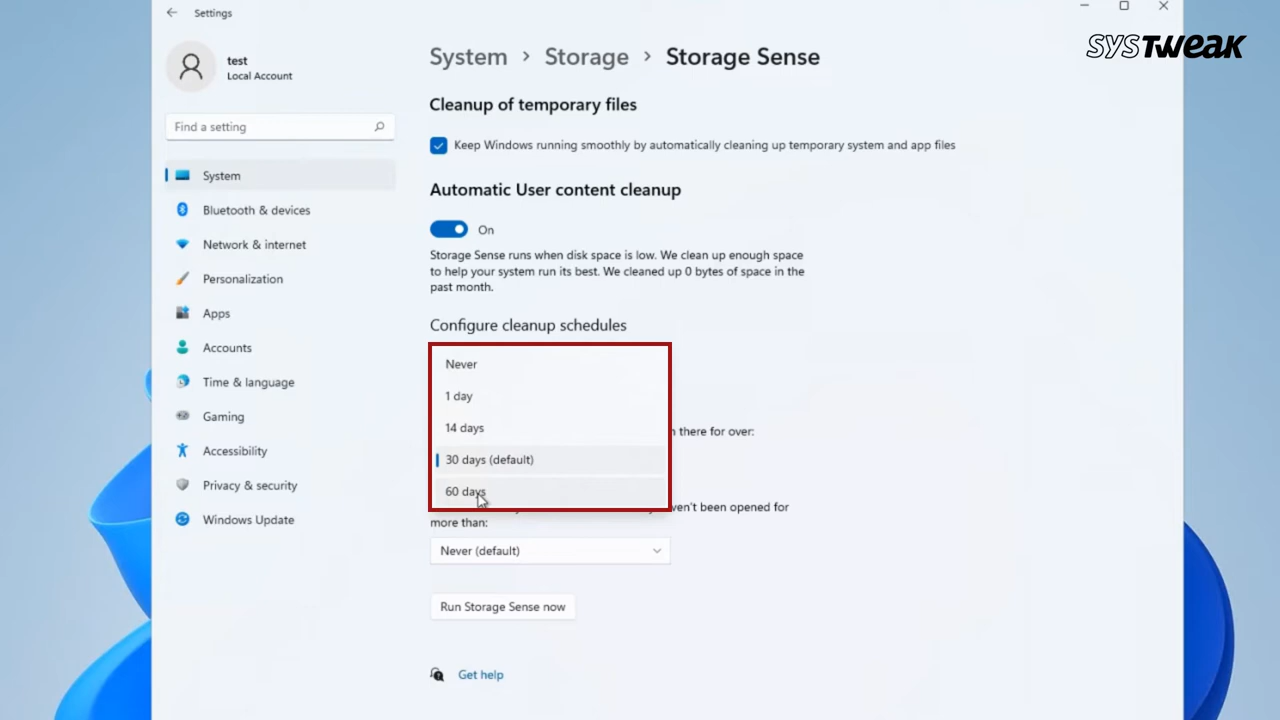 Settings
SYSTWEAK
test
Local Account
Find a setting
System
Bluetooth & devices
Network & internet
Personalization
Apps
Accounts
Time & language
Gaming
Accessibility
Privacy & security
Windows Update
System > Storage > Storage Sense
Cleanup of temporary files
Keep Windows running smoothly by automatically cleaning up temporary system and app files
Automatic User content cleanup
On
Storage Sense runs when disk space is low. We clean up enough space
to help your system run its best. We cleaned up 0 bytes of space in the
past month.
Configure cleanup schedules
Never
1 day
14 days
there for over:
30 days (default)
60 days
been opened for
more than:
Never (default)
Run Storage Sense now
Get help